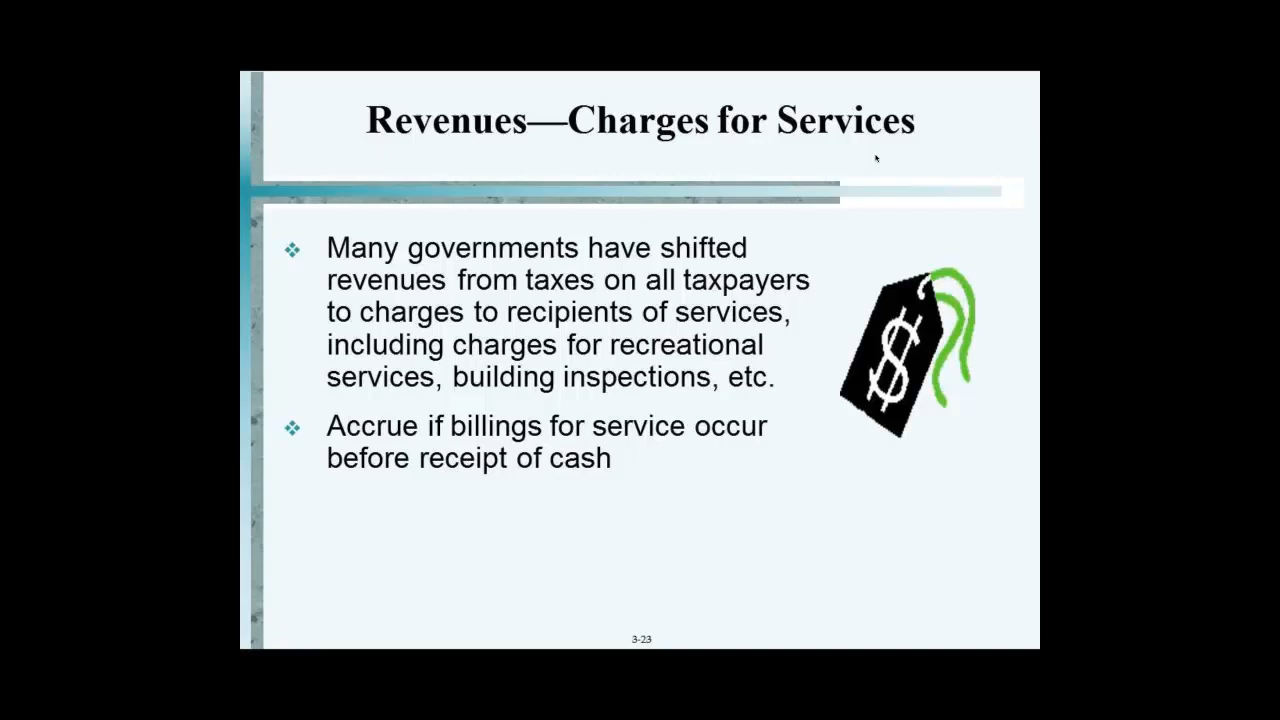 Revenues—Charges for Services
Many governments have shifted
revenues from taxes on all taxpayers
to charges to recipients of services,
including charges for recreational
services, building inspections, etc.
Accrue if billings for service occur
before receipt of cash
$
3-23